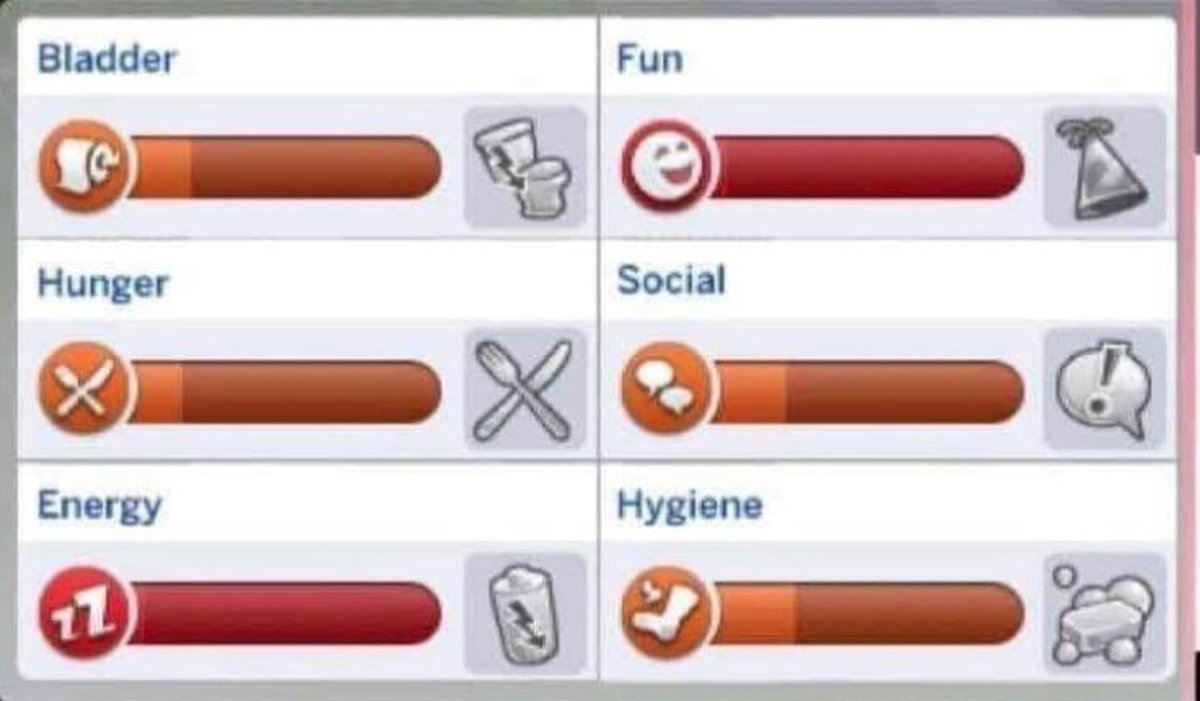 Bladder
Fun
Hunger
Social
Energy
Hygiene